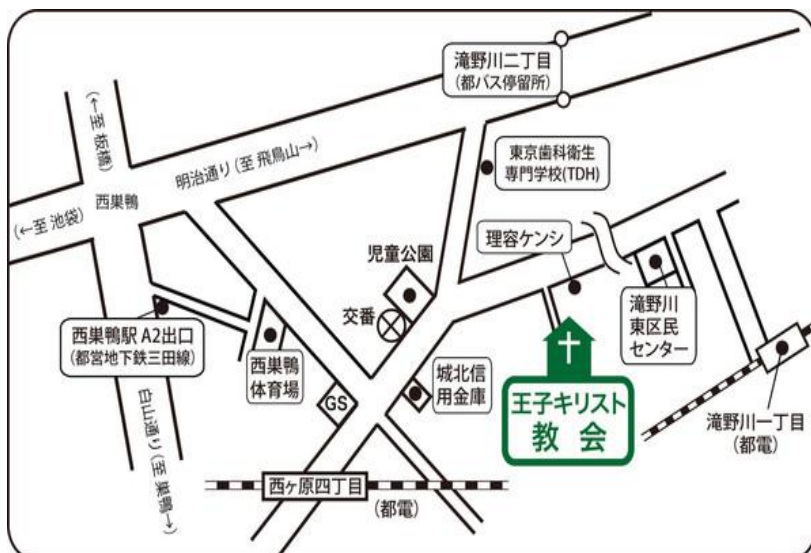 滝野川二丁目
(都バス停留所)
(←至 板橋)
明治通り(至 飛鳥山→)
東京歯科衛生
専門学校(TDH)
西巣鴨
(←至 池袋)
理容ケンシ
児童公園
交番
滝野川
東区民
センター
西巣鴨駅 A2出口
(都営地下鉄三田線)
西巣鴨
体育場
城北信
用金庫
GS
王子キリスト
教会
白山通り(至 巣鴨→)
滝野川一丁目
(都電)
西ヶ原四丁目
(都電)